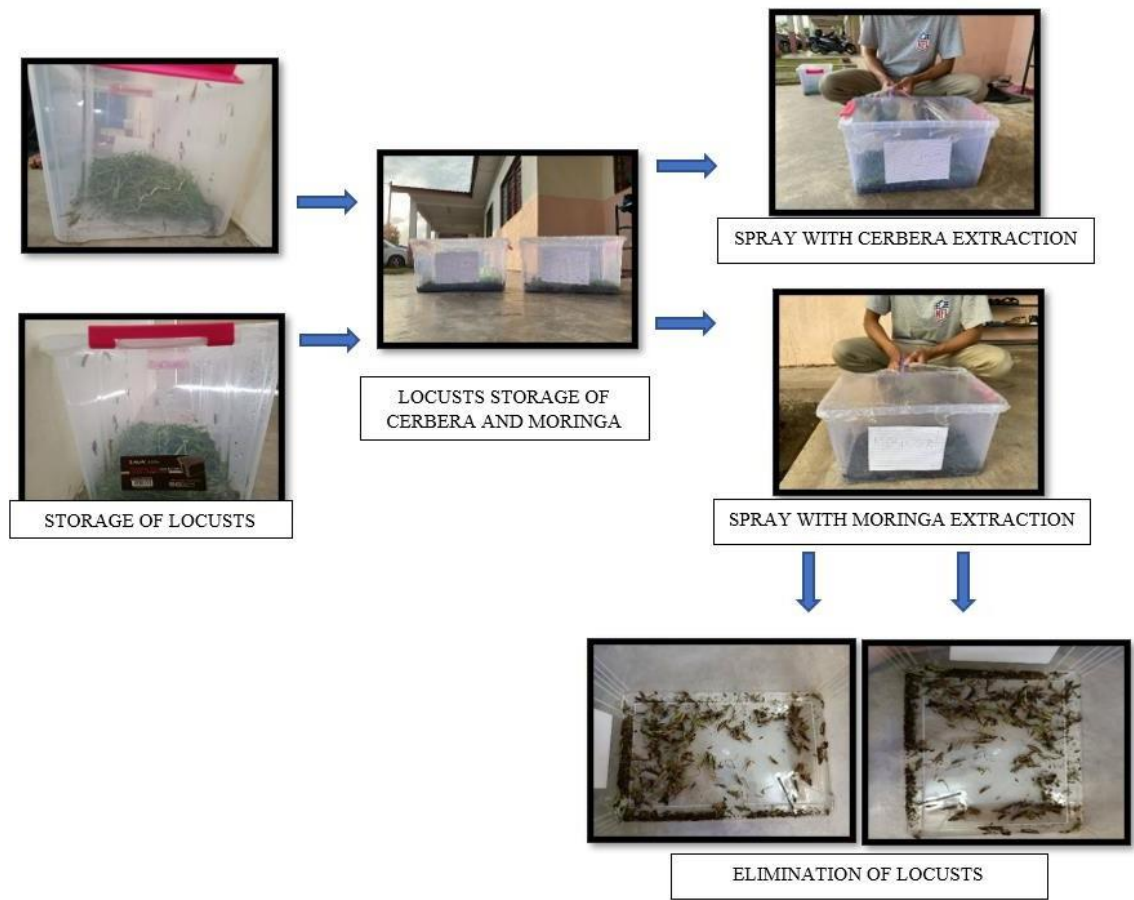 SPRAY WITH CERBERA EXTRACTION
LOCUSTS STORAGE OF
CERBERA AND MORINGA
STORAGE OF LOCUSTS
SPRAY WITH MORINGA EXTRACTION
ELIMINATION OF LOCUSTS